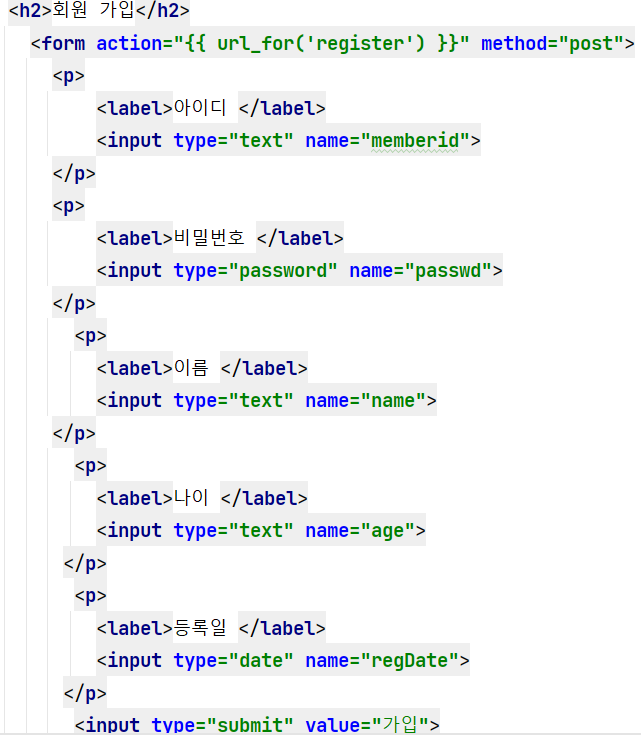 <h2>회원 가입</h2>
<form action="{{ url_for('register') }}" method="post">
<p>
<label>아이디 </label>
<input type="text" name="memberid">
</p>
<p>
<label>비밀번호 </label>
<input type="password" name="passwd">
</p>
<p>
<label>이름 </label>
<input type="text" name="name">
</p>
<p>
<label>나이 </label>
<input type="text" name="age">
</p>
<p>
<label>등록일 </label>
<input type="date" name="regDate">
</p>
<input type="submit" value="가입">